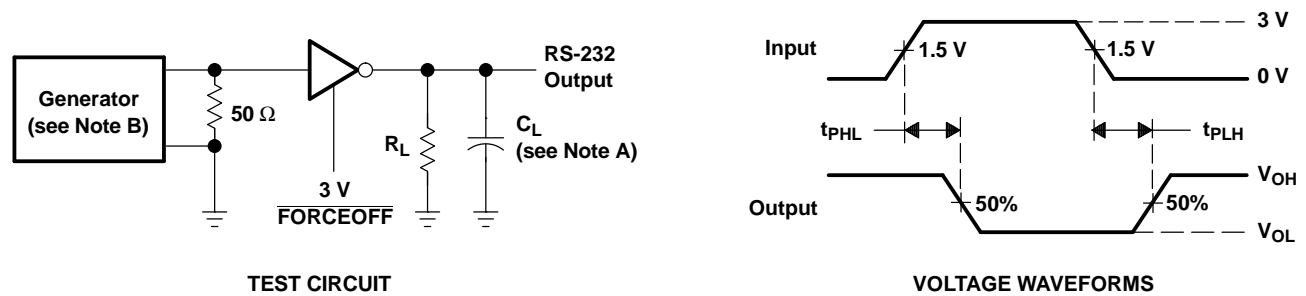 Generator
(see Note B)
50 Ω
3 V
FORCEOFF
RL
CL
(see Note A)
RS-232
Output
TEST CIRCUIT
Input
1.5 V
1.5 V
3 V
0 V
tPHL
tPLH
Output
50%
50%
VOH
VOL
VOLTAGE WAVEFORMS